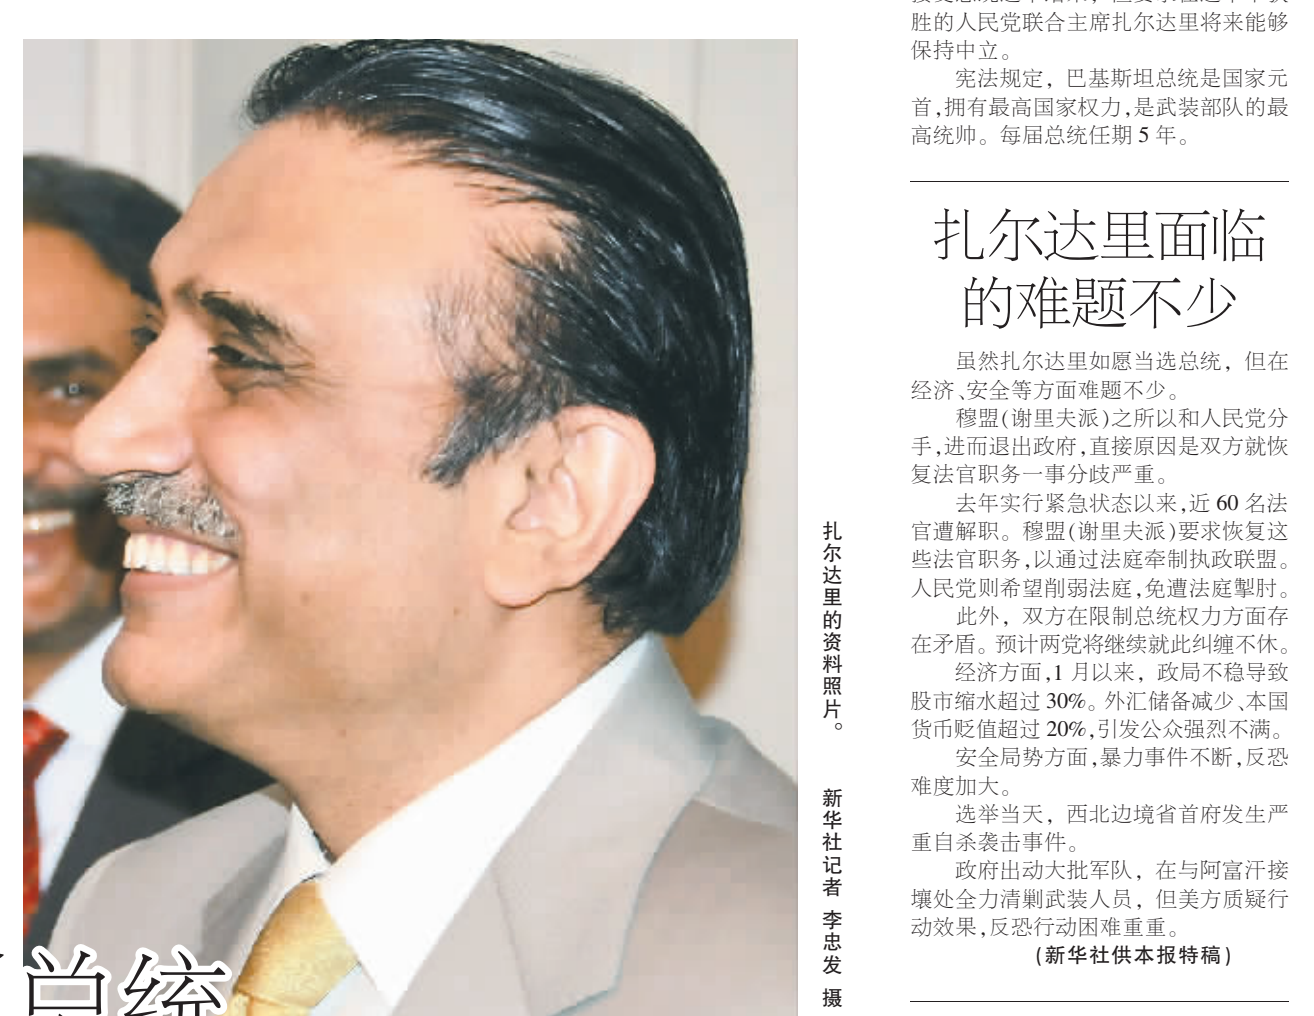 胜的人民党联合主席扎尔达里将来能够
保持中立。
宪法规定，巴基斯坦总统是国家元
首,拥有最高国家权力,是武装部队的最
高统帅。每届总统任期 5 年。
扎尔达里面临
的难题不少
虽然扎尔达里如愿当选总统，但在
经济、安全等方面难题不少。
穆盟(谢里夫派)之所以和人民党分
手,进而退出政府,直接原因是双方就恢
复法官职务一事分歧严重。
去年实行紧急状态以来,近 60 名法
官遭解职。穆盟(谢里夫派)要求恢复这
些法官职务,以通过法庭牵制执政联盟。
人民党则希望削弱法庭,免遭法庭掣肘。
此外，双方在限制总统权力方面存
在矛盾。预计两党将继续就此纠缠不休。
经济方面,1 月以来，政局不稳导致
股市缩水超过 30%。外汇储备减少、本国
货币贬值超过 20%,引发公众强烈不满。
安全局势方面,暴力事件不断,反恐
难度加大。
选举当天，西北边境省首府发生严
重自杀袭击事件。
政府出动大批军队，在与阿富汗接
壤处全力清剿武装人员，但美方质疑行
动效果,反恐行动困难重重。
(新华社供本报特稿)
扎尔达里的资料照片。
新华社记者 李忠发 摄
总统